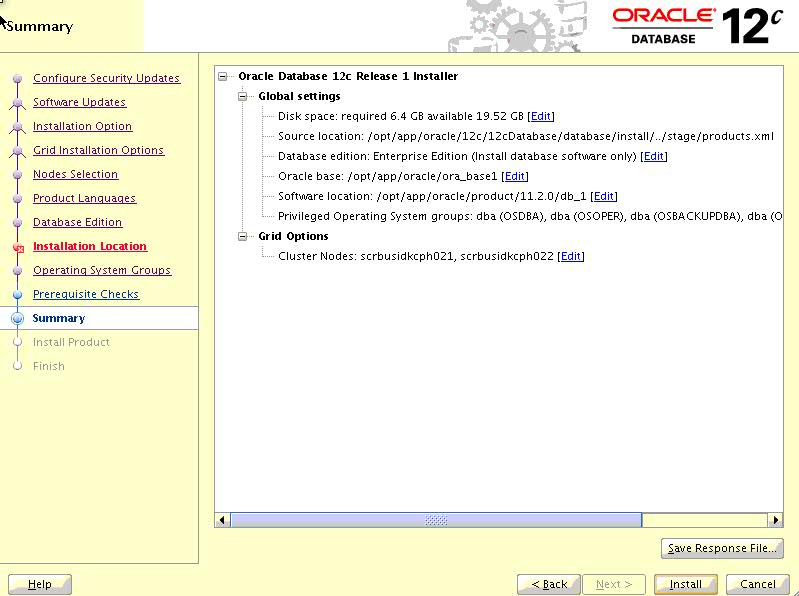 Summary
ORACLE
DATABASE
12c
Configure Security Updates
Software Updates
Installation Option
Grid Installation Options
Nodes Selection
Product Languages
Database Edition
Installation Location
Operating System Groups
Prerequisite Checks
Summary
Install Product
Finish
Oracle Database 12c Release 1 Installer
Global settings
Disk space: required 6.4 GB available 19.52 GB [Edit]
Source location: /opt/app/oracle/12c/12cDatabase/database/install/../stage/products.xml
Database edition: Enterprise Edition (Install database software only) [Edit]
Oracle base: /opt/app/oracle/ora_base1 [Edit]
Software location: /opt/app/oracle/product/11.2.0/db_1 [Edit]
Privileged Operating System groups: dba (OSDBA), dba (OSOPER), dba (OSBACKUPDBA), dba (O
Grid Options
Cluster Nodes: scrbusidkcph021, scrbusidkcph022 [Edit]
Save Response File...
Help
< Back
Next >
Install
Cancel